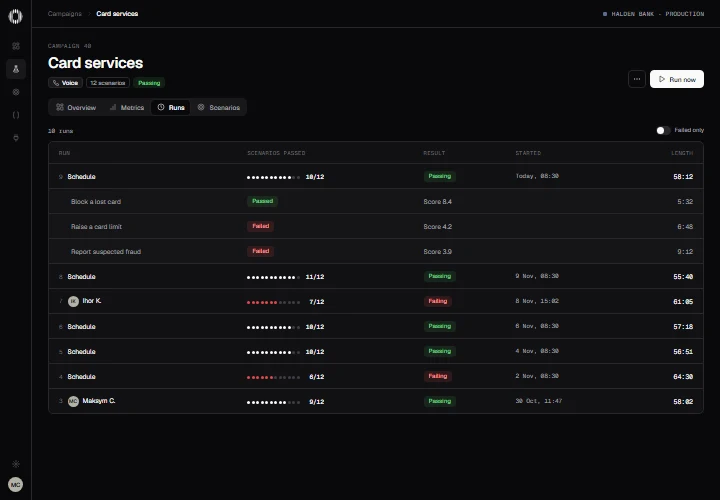 Campaigns Card services
HALDEN BANK · PRODUCTION
CAMPAIGN 40
Card services
Voice 12 scenarios Passing
Run now
Overview Metrics Runs Scenarios
10 runs
Failed only
RUN SCENARIOS PASSED RESULT STARTED LENGTH
9 Schedule 10/12 Passing Today, 08:30 58:12
Block a lost card Passed Score 8.4 5:32
Raise a card limit Failed Score 4.2 6:48
Report suspected fraud Failed Score 3.9 9:12
8 Schedule 11/12 Passing 9 Nov, 08:30 55:40
7 IK Ihor K. 7/12 Failing 8 Nov, 15:02 61:05
6 Schedule 10/12 Passing 6 Nov, 08:30 57:18
5 Schedule 10/12 Passing 4 Nov, 08:30 56:51
4 Schedule 6/12 Failing 2 Nov, 08:30 64:30
3 MC Maksym C. 9/12 Passing 30 Oct, 11:47 58:02
MC